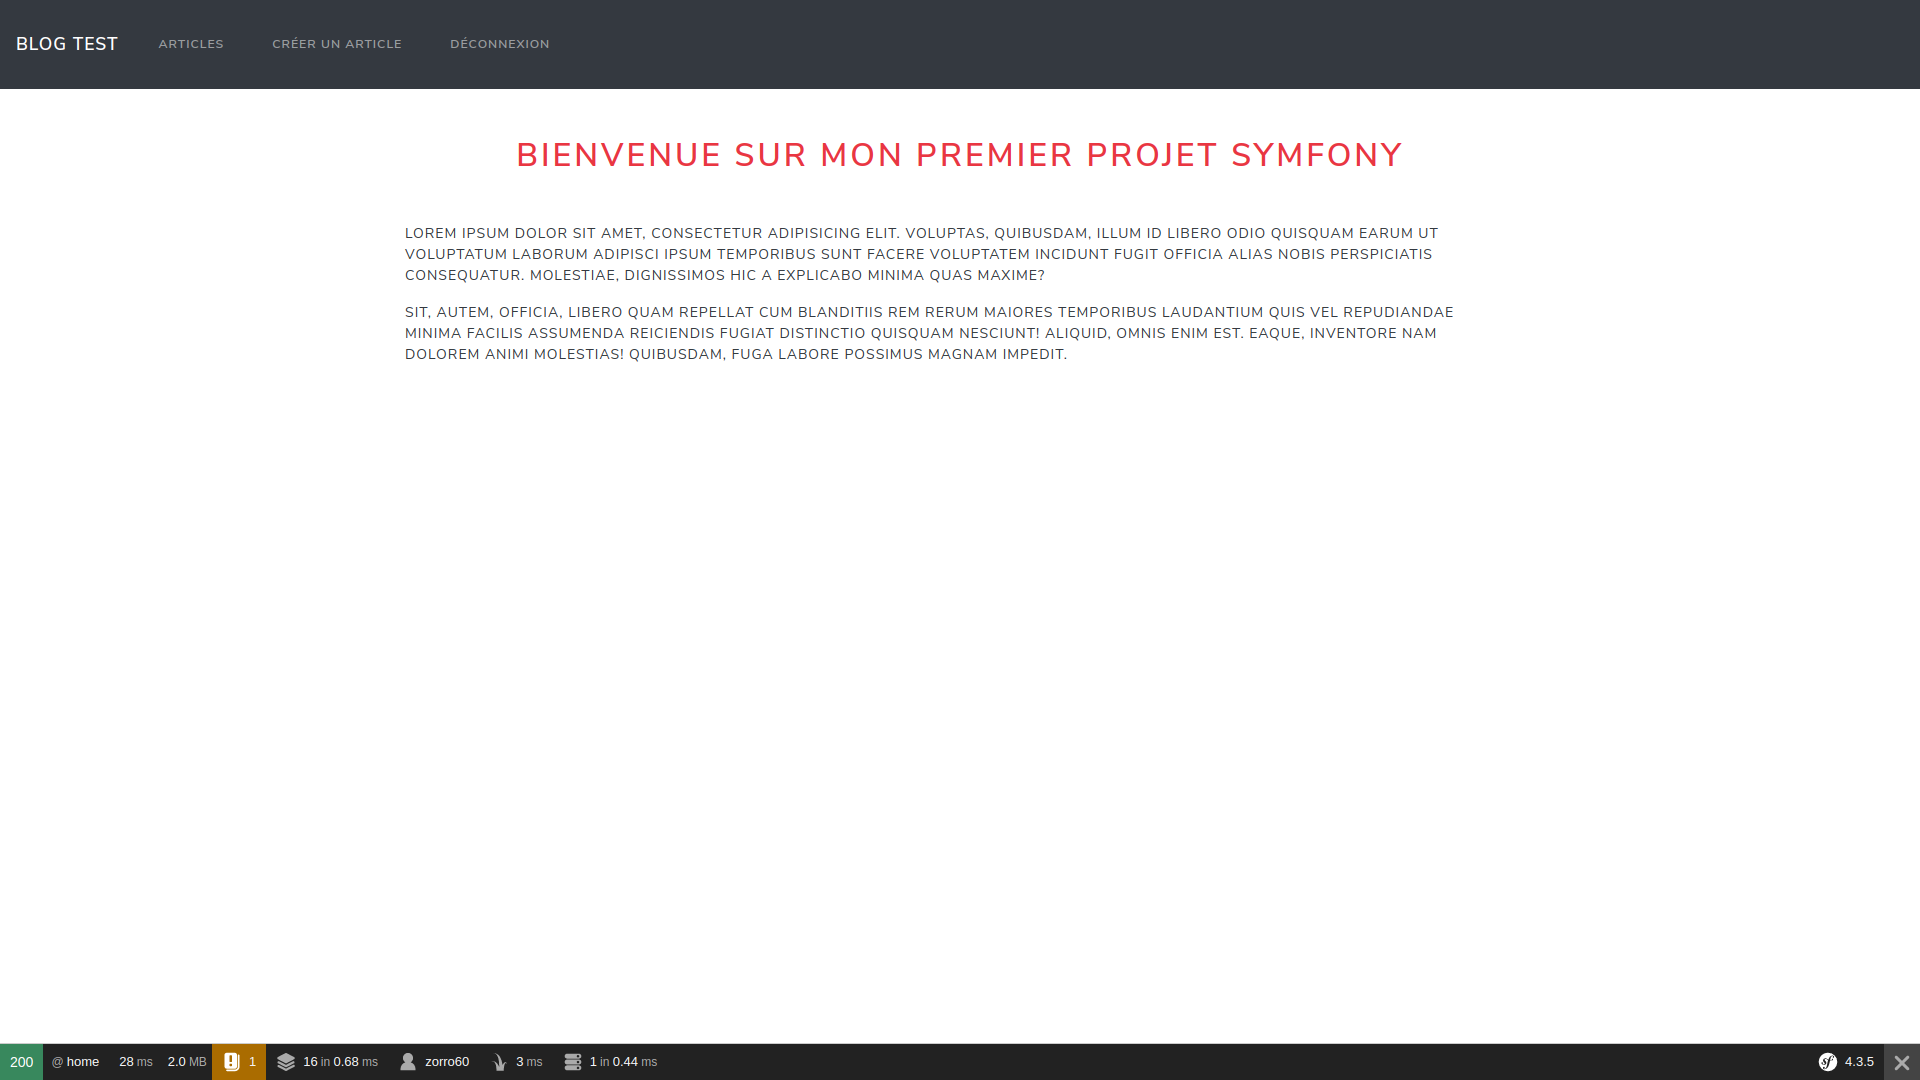 BLOG TEST ARTICLES CRÉER UN ARTICLE DÉCONNEXION
BIENVENUE SUR MON PREMIER PROJET SYMFONY
LOREM IPSUM DOLOR SIT AMET, CONSECTETUR ADIPISICING ELIT. VOLUPTAS, QUIBUSDAM, ILLUM ID LIBERO ODIO QUISQUAM EARUM UT
VOLUPTATUM LABORUM ADIPISCI IPSUM TEMPORIBUS SUNT FACERE VOLUPTATEM INCIDUNT FUGIT OFFICIA ALIAS NOBIS PERSPICIATIS
CONSEQUATUR. MOLESTIAE, DIGNISSIMOS HIC A EXPLICABO MINIMA QUAS MAXIME?
SIT, AUTEM, OFFICIA, LIBERO QUAM REPELLAT CUM BLANDITIIS REM RERUM MAIORES TEMPORIBUS LAUDANTIUM QUIS VEL REPUDIANDAE
MINIMA FACILIS ASSUMENDA REICIENDIS FUGIAT DISTINCTIO QUISQUAM NESCIUNT! ALIQUID, OMNIS ENIM EST. EAQUE, INVENTORE NAM
DOLOREM ANIMI MOLESTIAS! QUIBUSDAM, FUGA LABORE POSSIMUS MAGNAM IMPEDIT.
200 @ home 28 ms 2.0 MB 1 16 in 0.68 ms zorro60 3 ms 1 in 0.44 ms sf 4.3.5